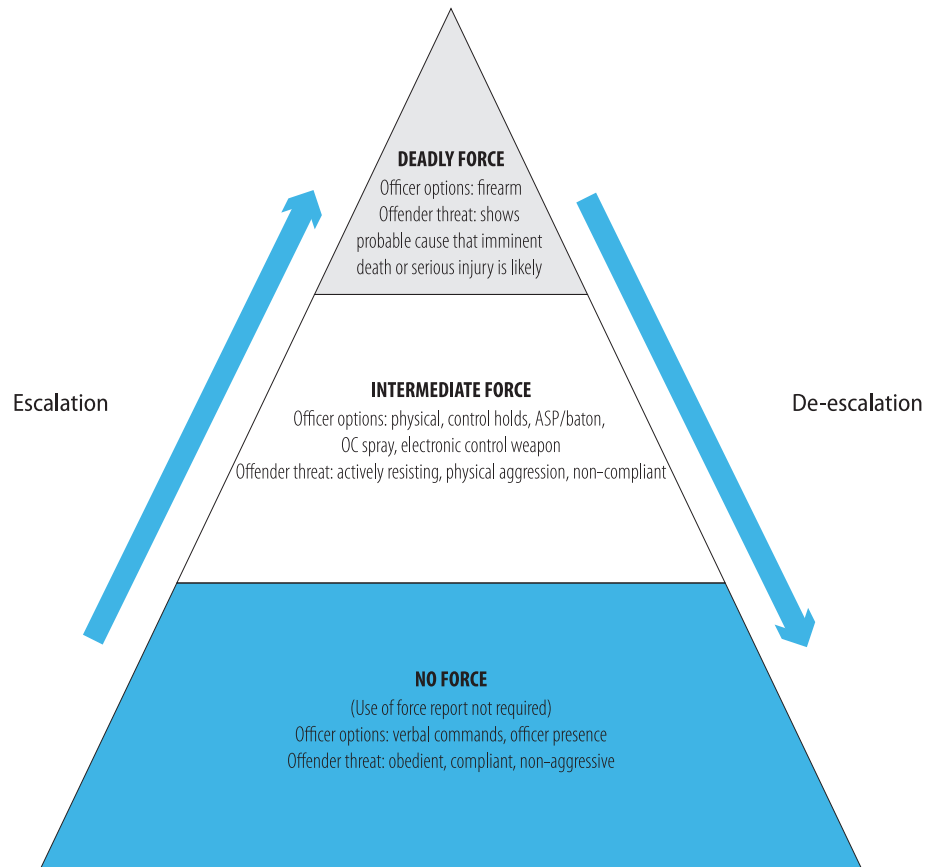 DEADLY FORCE
Officer options: firearm
Offender threat: shows
probable cause that imminent
death or serious injury is likely
Escalation
De-escalation
INTERMEDIATE FORCE
Officer options: physical, control holds, ASP/baton,
OC spray, electronic control weapon
Offender threat: actively resisting, physical aggression, non-compliant
NO FORCE
(Use of force report not required)
Officer options: verbal commands, officer presence
Offender threat: obedient, compliant, non-aggressive